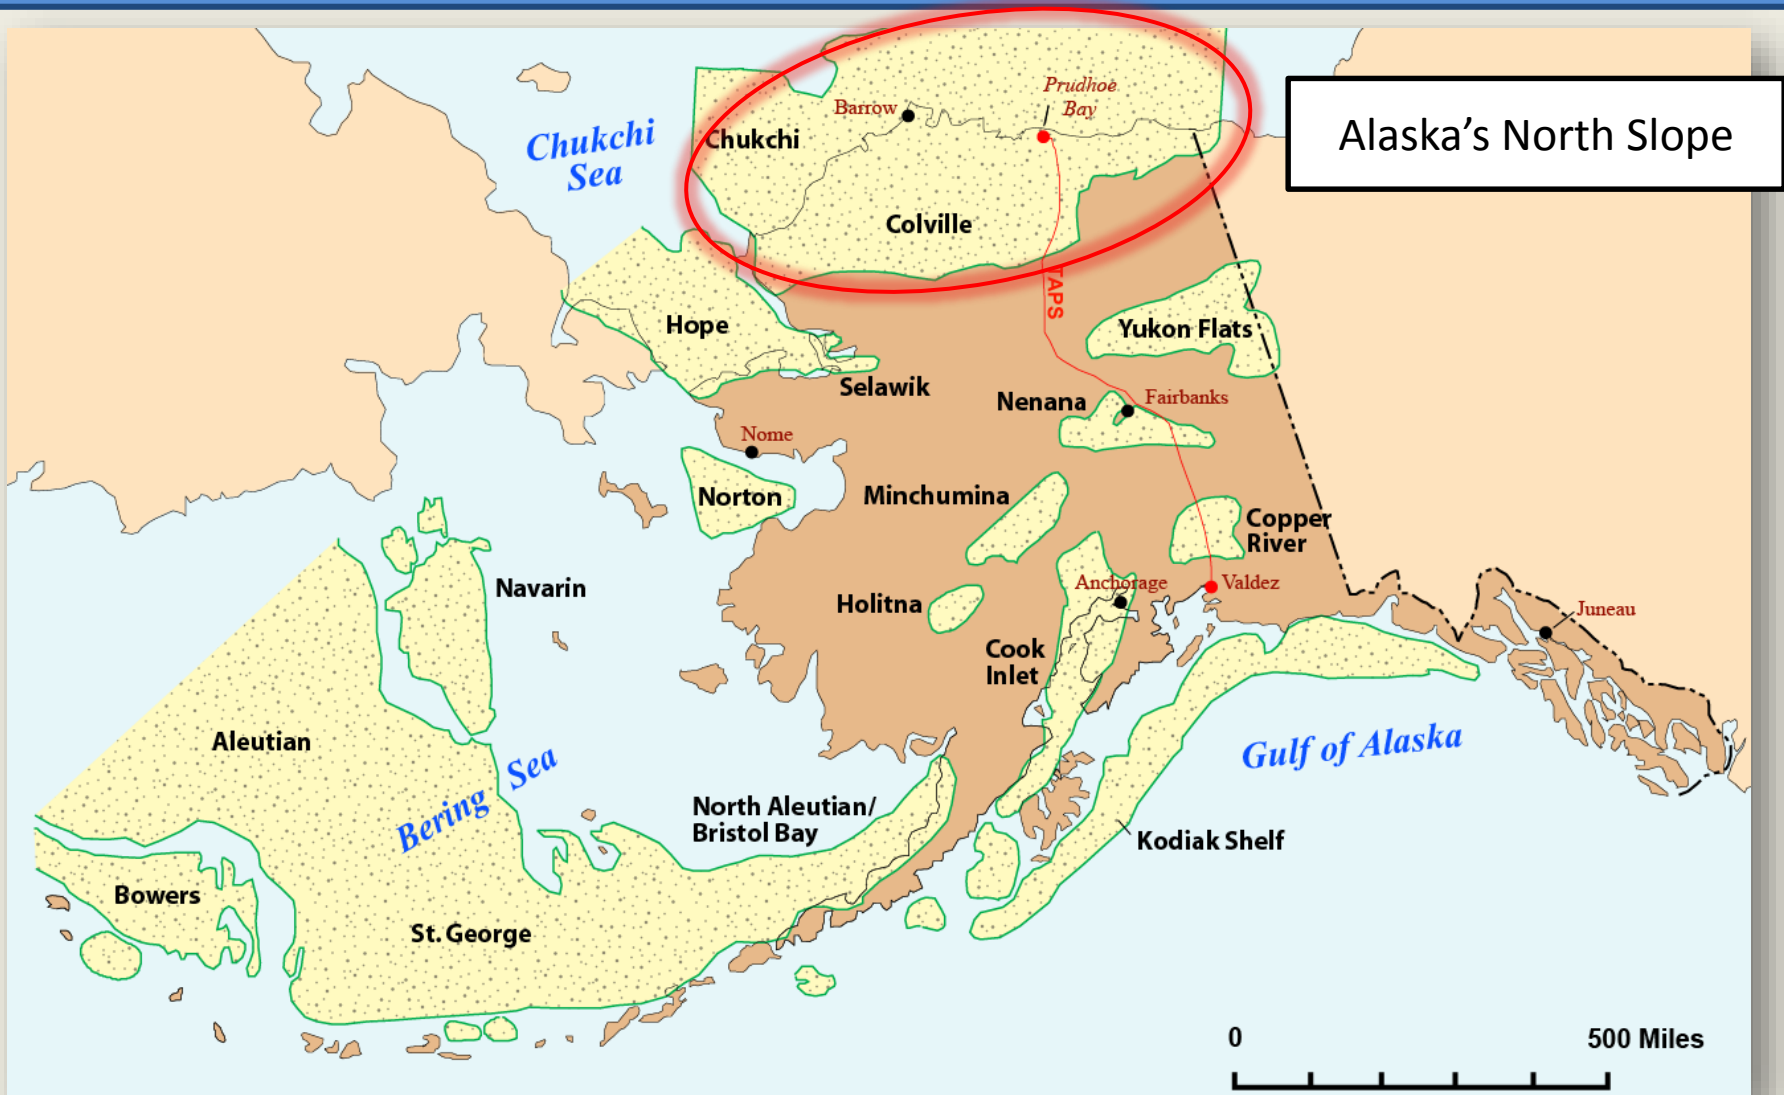 Prudhoe
Bay
Barrow
Alaska’s North Slope
Chukchi
Sea
Chukchi
Colville
TAPS
Hope
Yukon Flats
Selawik
Nenana
Fairbanks
Nome
Norton
Minchumina
Copper
River
Navarin
Anchorage
Valdez
Holitna
Juneau
Cook
Inlet
Aleutian
Gulf of Alaska
Bering Sea
North Aleutian/
Bristol Bay
Kodiak Shelf
Bowers
St. George
0
500 Miles